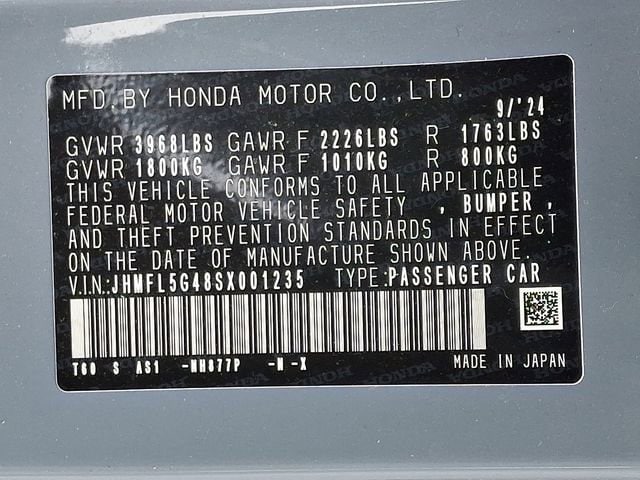 MFD.BY HONDA MOTOR CO.,LTD.
9/'24
GVWR 3968LBS GAWR F 2226LBS R 1763LBS
GVWR 1800KG GAWR F 1010KG R 800KG
THIS VEHICLE CONFORMS TO ALL APPLICABLE
FEDERAL MOTOR VEHICLE SAFETY , BUMPER ,
AND THEFT PREVENTION STANDARDS IN EFFECT
ON THE DATE OF MANUFACTURE SHOWN ABOVE.
V.I.N:JHMFL5G48SX001235 TYPE:PASSENGER CAR
T60 S AS1 -NH877P -N -X MADE IN JAPAN